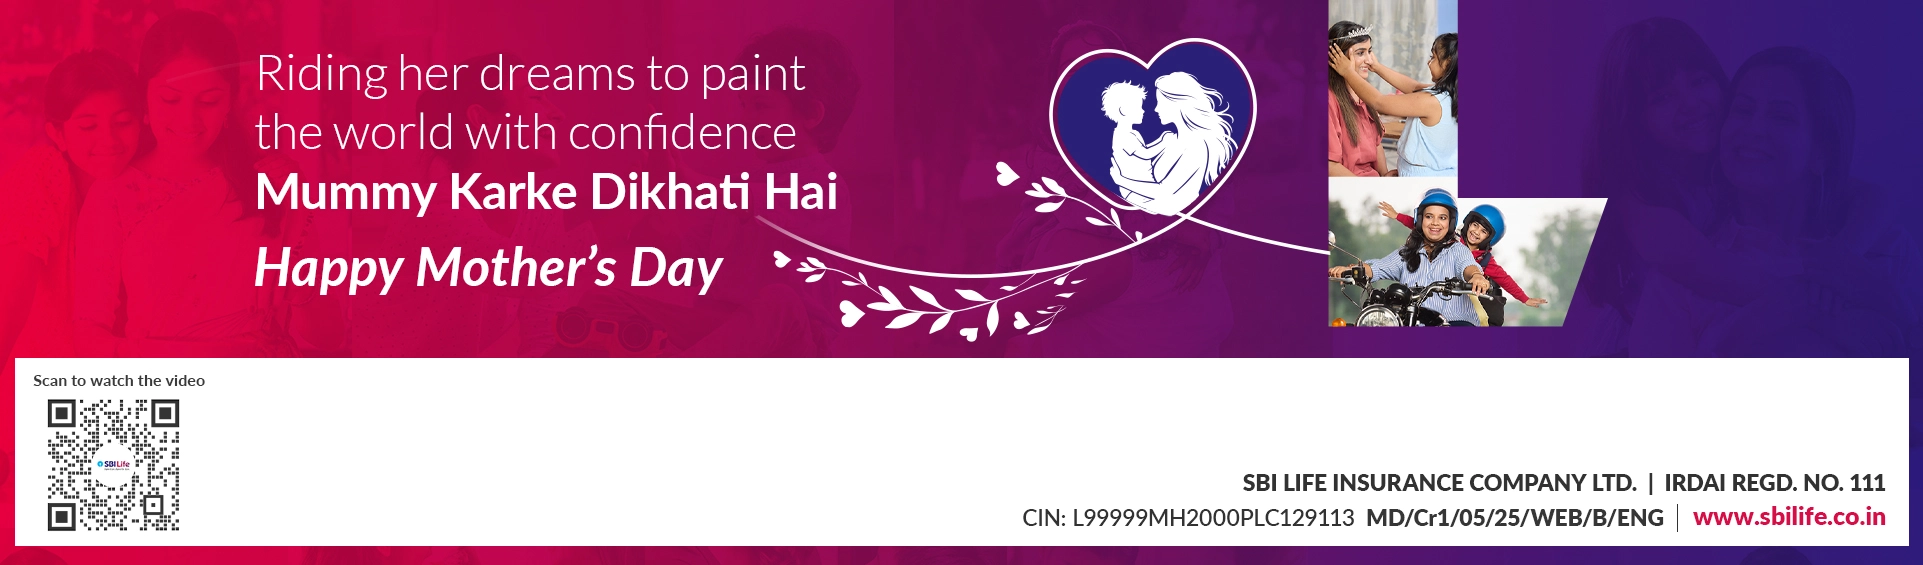 Riding her dreams to paint
the world with confidence
Mummy Karke Dikhati Hai
Happy Mother's Day
Scan to watch the video
SBI Life
SBI LIFE INSURANCE COMPANY LTD. | IRDAI REGD. NO. 111
CIN: L99999MH2000PLC129113 MD/Cr1/05/25/WEB/B/ENG | www.sbilife.co.in